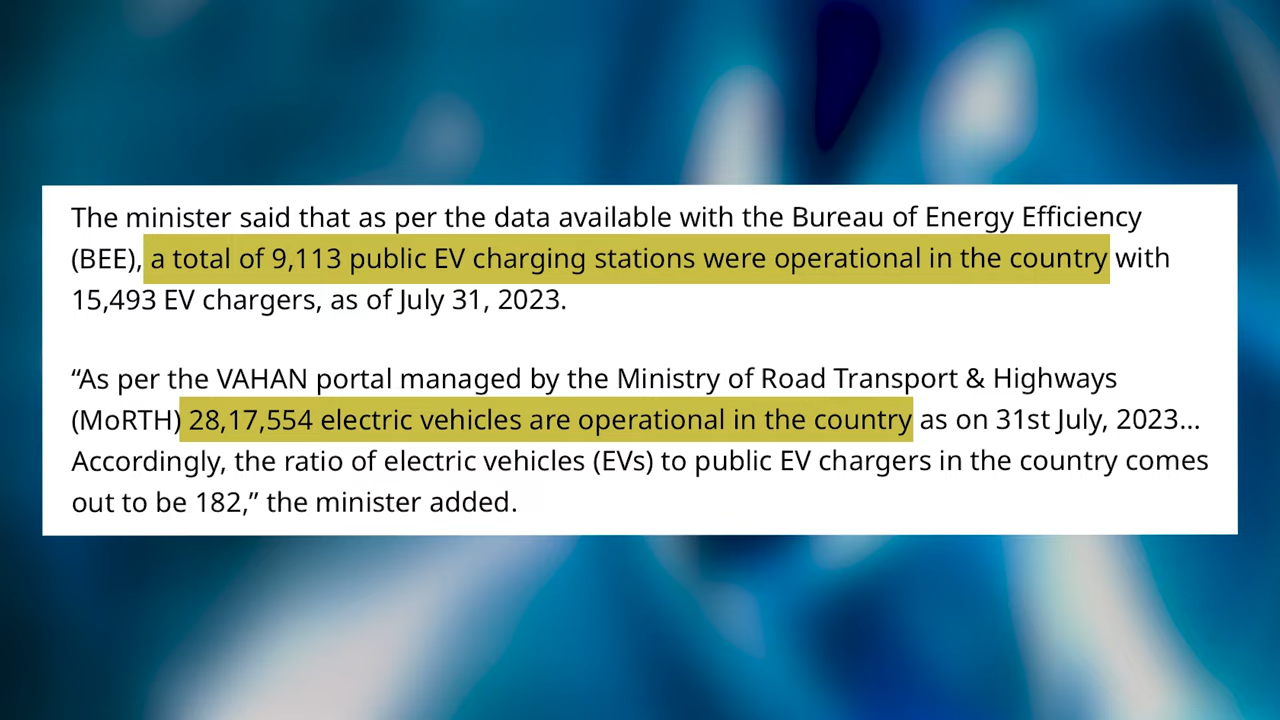 The minister said that as per the data available with the Bureau of Energy Efficiency
(BEE), a total of 9,113 public EV charging stations were operational in the country with
15,493 EV chargers, as of July 31, 2023.
“As per the VAHAN portal managed by the Ministry of Road Transport & Highways
(MoRTH) 28,17,554 electric vehicles are operational in the country as on 31st July, 2023...
Accordingly, the ratio of electric vehicles (EVs) to public EV chargers in the country comes
out to be 182,” the minister added.